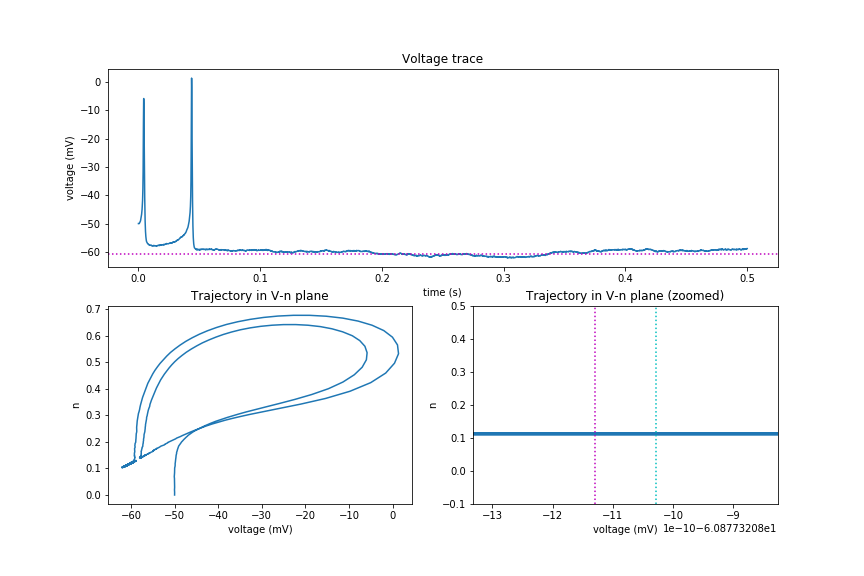 Voltage trace
voltage (mV)
0
−10
−20
−30
−40
−50
−60
0.0 0.1 0.2 0.3 0.4 0.5
time (s)
Trajectory in V-n plane
n
0.7
0.6
0.5
0.4
0.3
0.2
0.1
0.0
−60 −50 −40 −30 −20 −10 0
voltage (mV)
Trajectory in V-n plane (zoomed)
n
0.5
0.4
0.3
0.2
0.1
0.0
−0.1
−13 −12 −11 −10 −9
voltage (mV) 1e−10−6.08773208e1